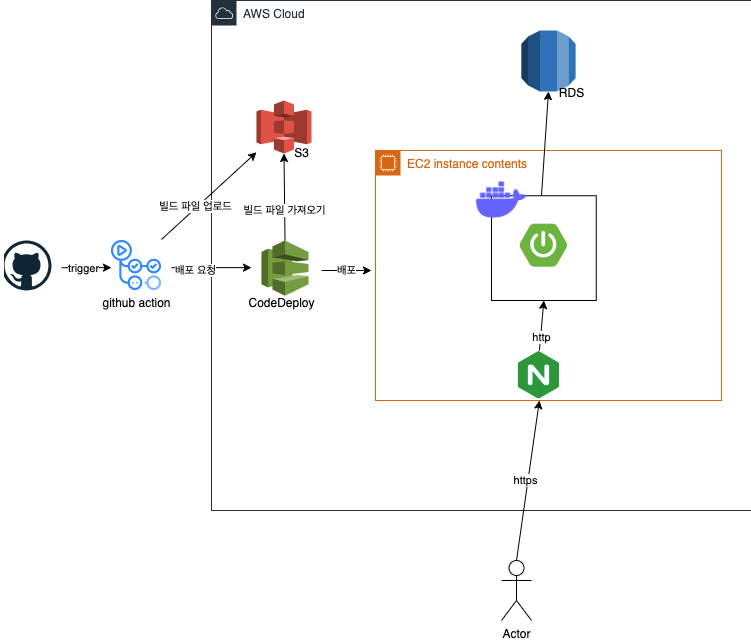 AWS Cloud
RDS
S3
EC2 instance contents
빌드 파일 업로드
빌드 파일 가져오기
trigger
배포 요청
배포
github action
CodeDeploy
http
N
https
Actor